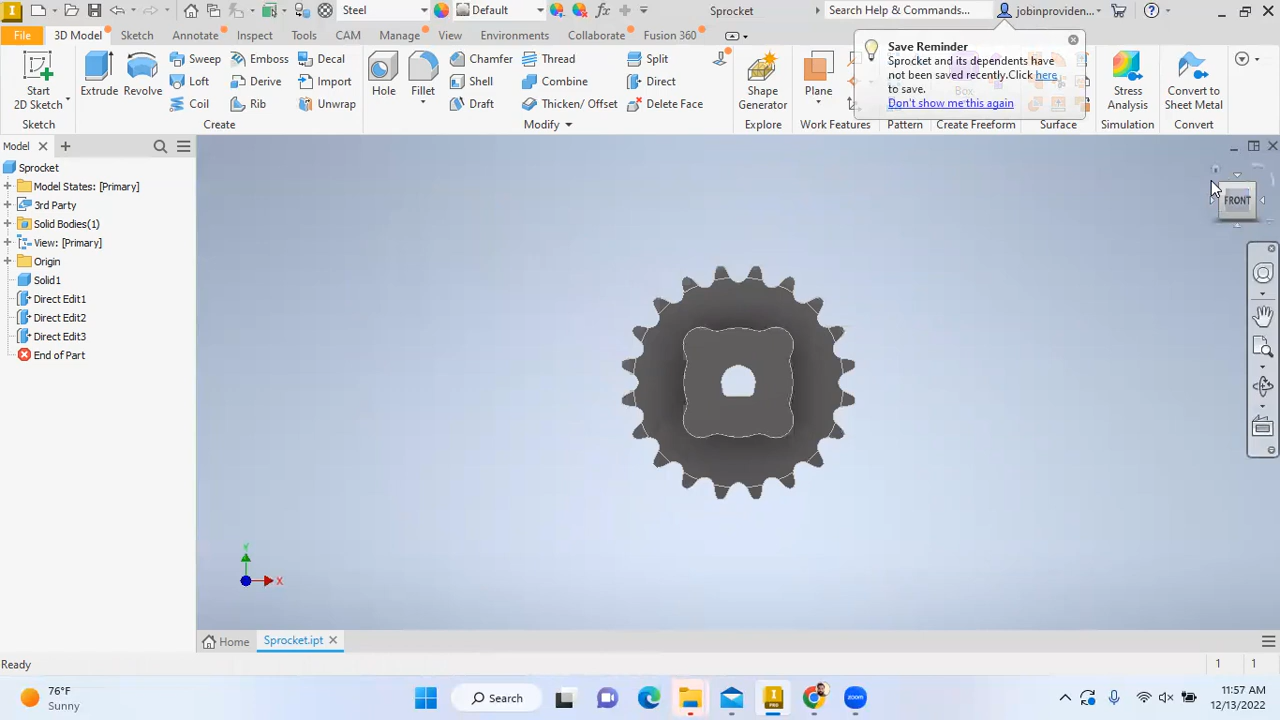 Steel
Default
Sprocket
Search Help & Commands...
jobinproviden...
File
3D Model
Sketch
Annotate
Inspect
CAM
Manage
View
Environments
Collaborate
Fusion 360
Start
2D Sketch
Extrude
Revolve
Sweep
Loft
Coil
Emboss
Derive
Rib
Decal
Import
Unwrap
Hole
Fillet
Chamfer
Shell
Draft
Thread
Combine
Thicken/ Offset
Split
Direct
Delete Face
Shape
Generator
Plane
Box
Stress
Analysis
Convert to
Sheet Metal
Sketch
Create
Modify
Explore
Work Features
Pattern
Create Freeform
Surface
Simulation
Convert
Save Reminder
Sprocket and its dependents have
not been saved recently.Click here
to save.
Don't show me this again
Model
Sprocket
Model States: [Primary]
3rd Party
Solid Bodies(1)
View: [Primary]
Origin
Solid1
Direct Edit1
Direct Edit2
Direct Edit3
End of Part
FRONT
Y
X
Home
Sprocket.ipt
Ready
1
1
76°F
Sunny
Search
PRO
11:57 AM
12/13/2022